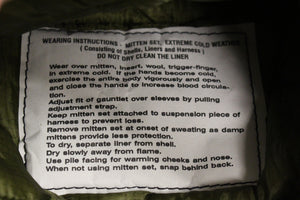 WEARING INSTRUCTIONS - MITTEN SET, EXTREME COLD WEATHER
( Consisting of Shells, Liners and Harness )
DO NOT DRY CLEAN THE LINER
Wear over mitten, insert, wool, trigger-finger,
in extreme cold. If the hands become cold,
exercise the entire body vigorously and open
and close the hands to increase blood circula-
tion.
Adjust fit of gauntlet over sleeves by pulling
adjustment strap.
Keep mitten set attached to suspension piece of
harness to prevent loss.
Remove mitten set at onset of sweating as damp
mittens provide less protection.
To dry, separate liner from shell.
Dry slowly away from flame.
Use pile facing for warming cheeks and nose.
When not using mitten set, snap behind back.